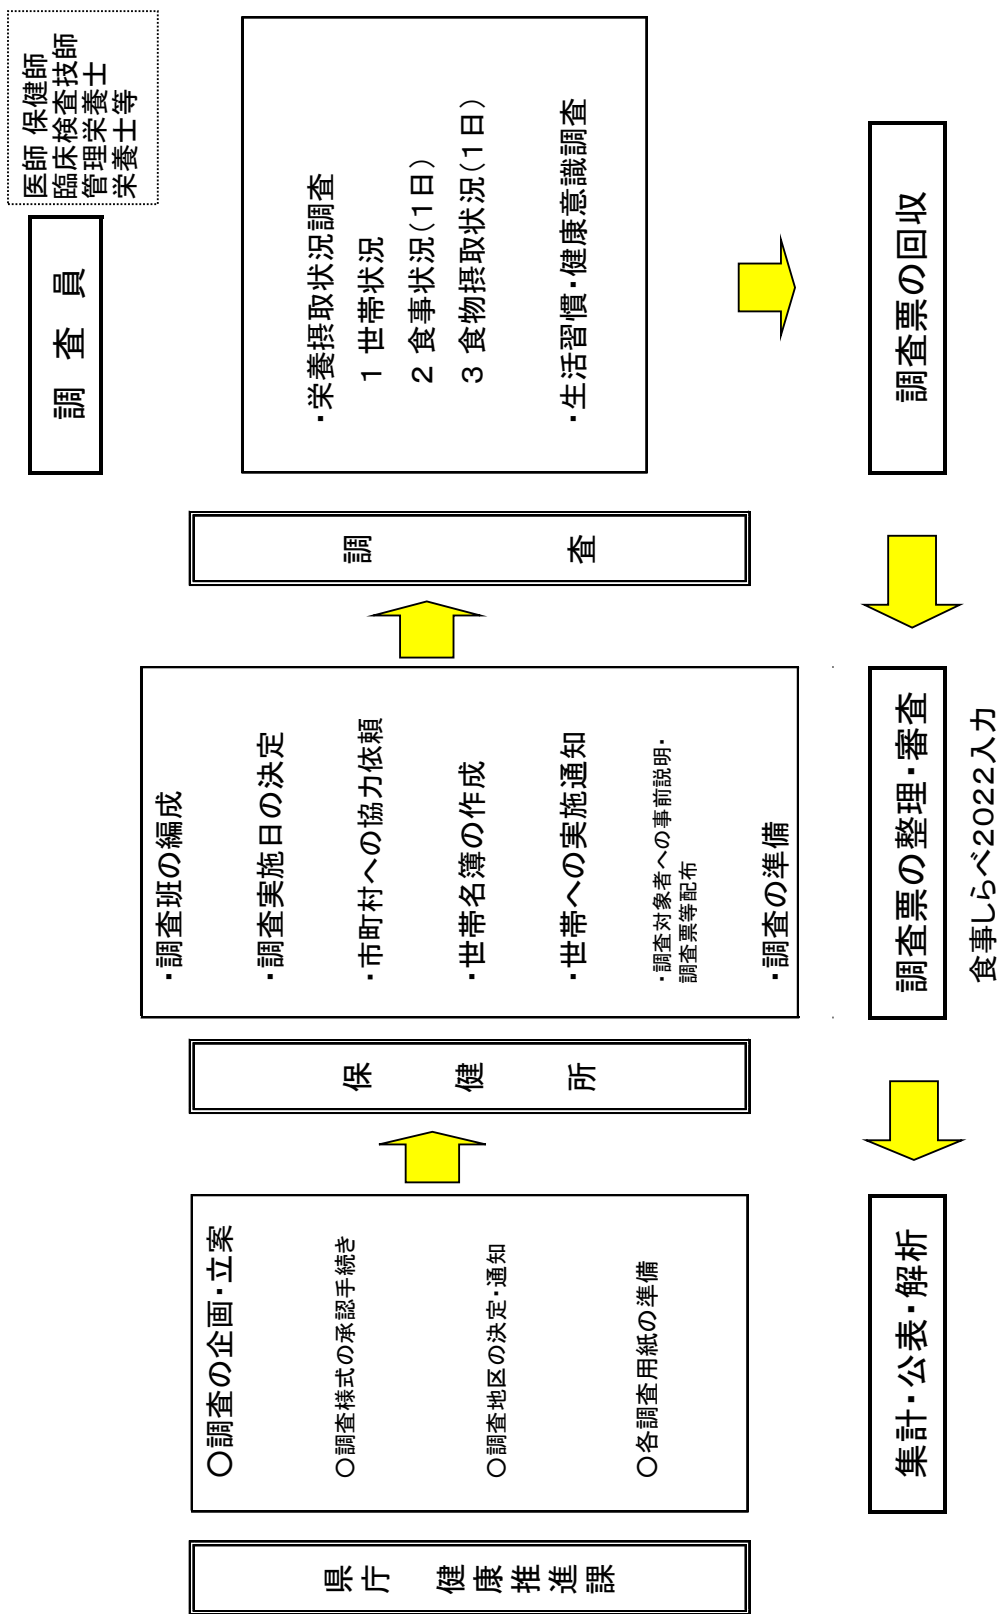 県庁 健康推進課
○調査の企画・立案
○調査様式の承認手続き
○調査地区の決定・通知
○各調査用紙の準備
保健所
・調査班の編成
・調査実施日の決定
・市町村への協力依頼
・世帯名簿の作成
・世帯への実施通知
・調査対象者への事前説明・
調査票等配布
・調査の準備
調査
調査員
医師 保健師
臨床検査技師
管理栄養士
栄養士等
・栄養摂取状況調査
1 世帯状況
2 食事状況(1日)
3 食物摂取状況(1日)
・生活習慣・健康意識調査
調査票の回収
調査票の整理・審査
食事しらべ2022入力
集計・公表・解析